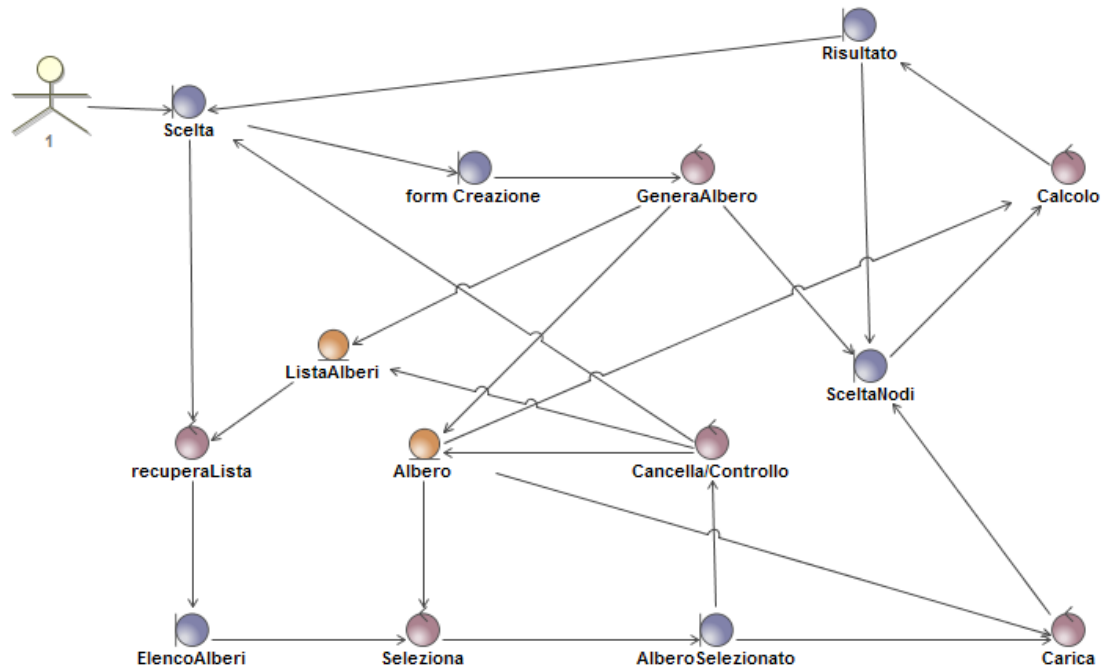 Risultato
1
Scelta
form Creazione
GeneraAlbero
Calcolo
ListaAlberi
SceltaNodi
recuperaLista
Albero
Cancella/Controllo
ElencoAlberi
Seleziona
AlberoSelezionato
Carica